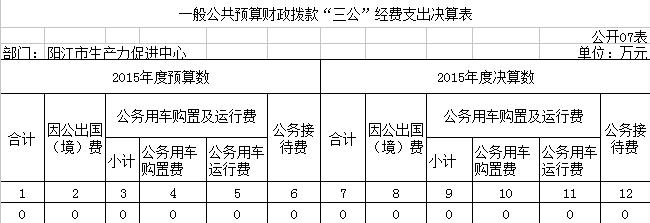 一般公共预算财政拨款“三公”经费支出决算表
公开07表
部门：阳江市生产力促进中心 单位：万元
2015年度预算数 2015年度决算数
合计 因公出国（境）费 公务用车购置及运行费 公务接待费 合计 因公出国（境）费 公务用车购置及运行费 公务接待费
小计 公务用车购置费 公务用车运行费 小计 公务用车购置费 公务用车运行费
1 2 3 4 5 6 7 8 9 10 11 12
0 0 0 0 0 0 0 0 0 0 0 0